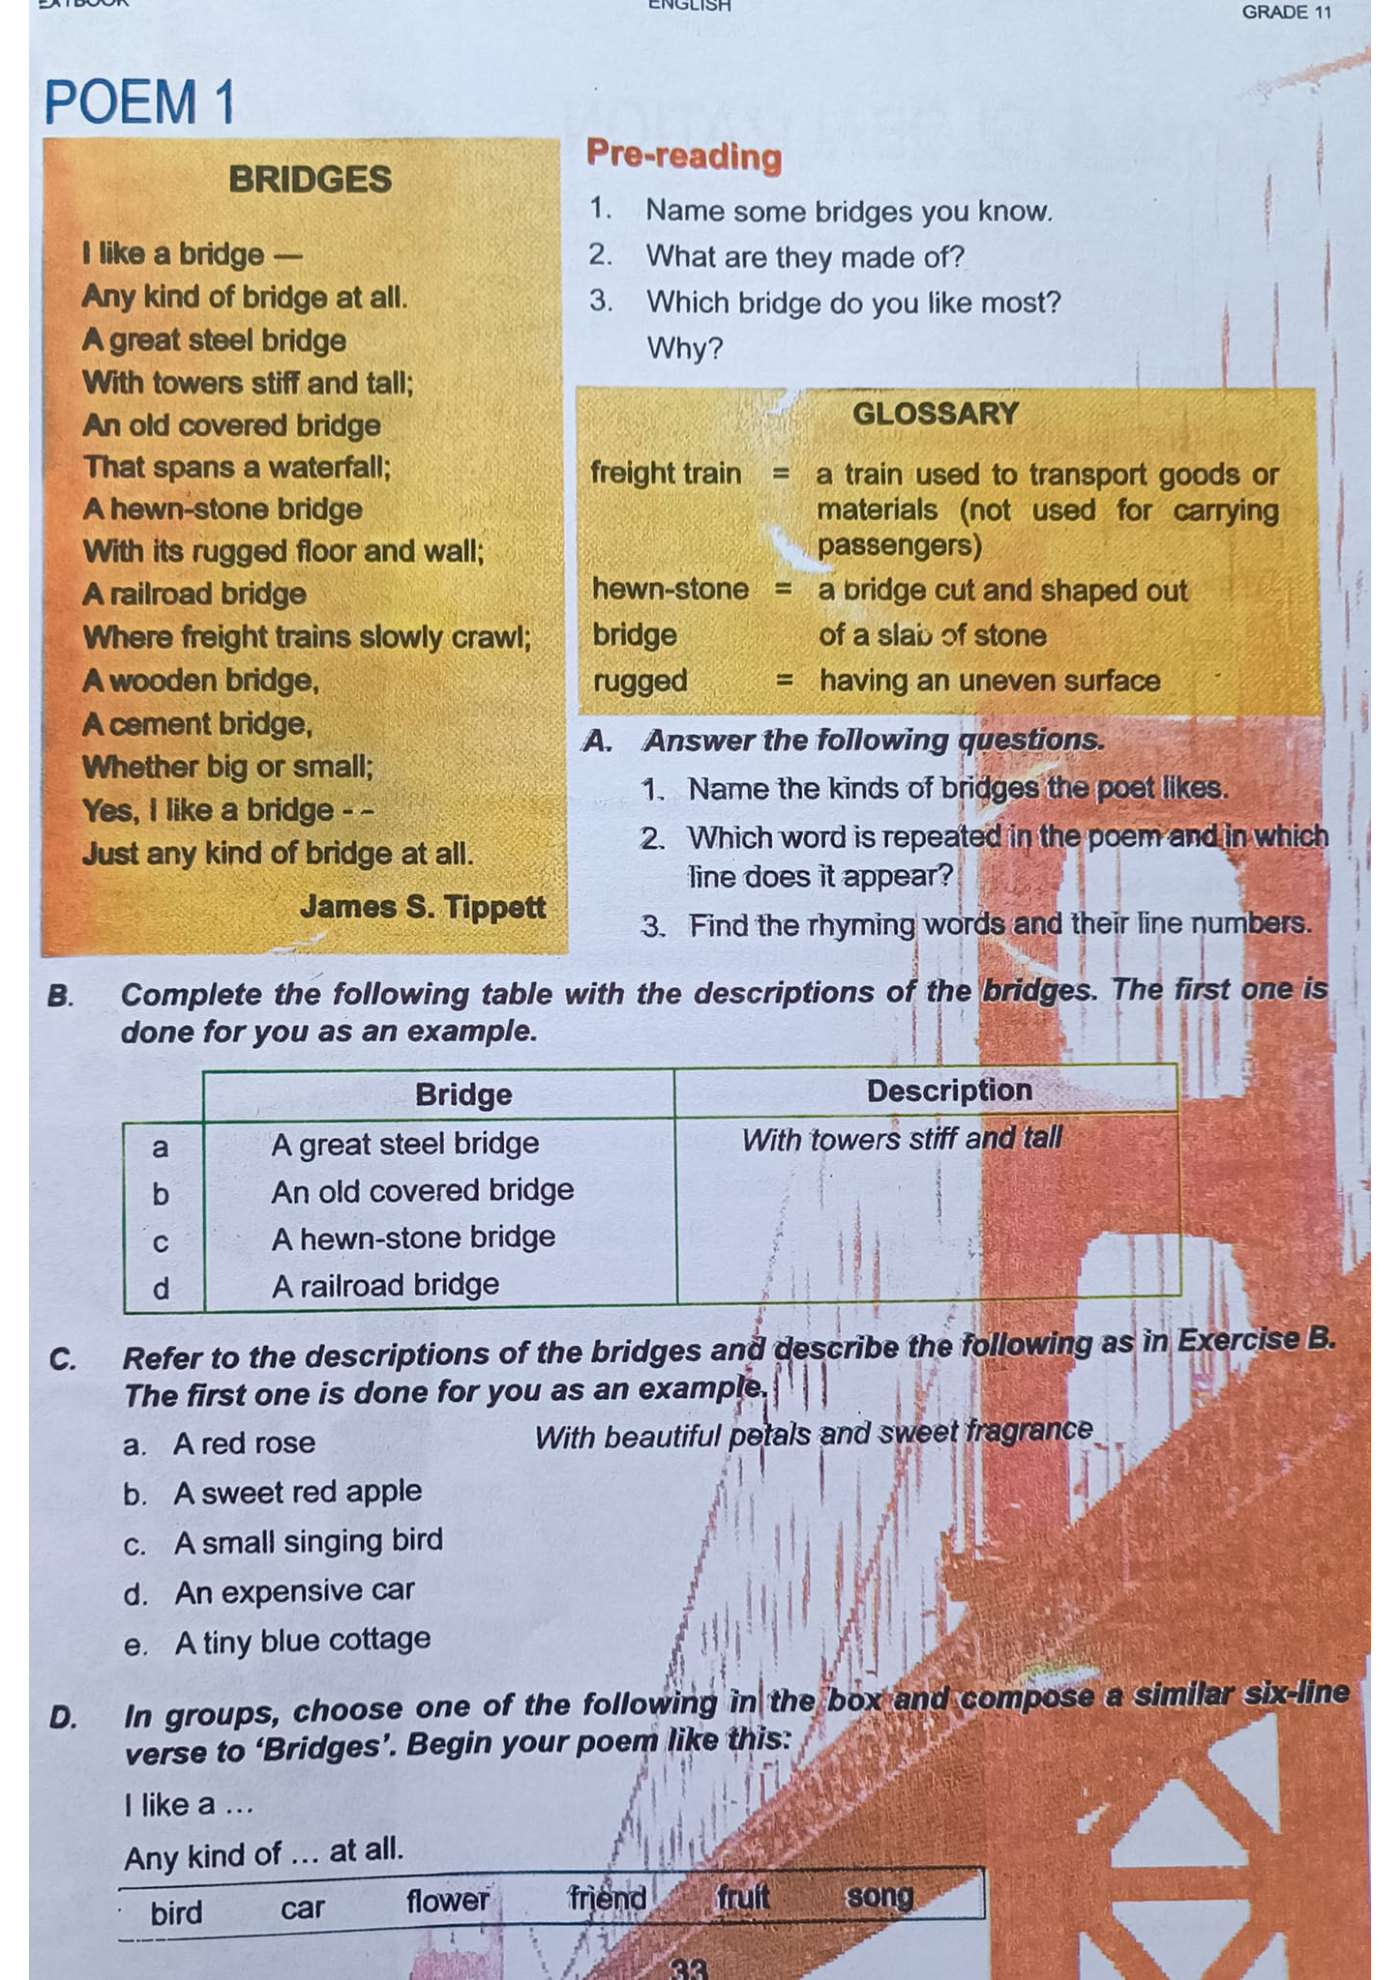 ENGLISH
GRADE 11
POEM 1
BRIDGES
I like a bridge —
Any kind of bridge at all.
A great steel bridge
With towers stiff and tall;
An old covered bridge
That spans a waterfall;
A hewn-stone bridge
With its rugged floor and wall;
A railroad bridge
Where freight trains slowly crawl;
A wooden bridge,
A cement bridge,
Whether big or small;
Yes, I like a bridge - -
Just any kind of bridge at all.
James S. Tippett
Pre-reading
1. Name some bridges you know.
2. What are they made of?
3. Which bridge do you like most?
Why?
GLOSSARY
freight train = a train used to transport goods or
materials (not used for carrying
passengers)
hewn-stone = a bridge cut and shaped out
bridge of a slab of stone
rugged = having an uneven surface
A. Answer the following questions.
1. Name the kinds of bridges the poet likes.
2. Which word is repeated in the poem and in which
line does it appear?
3. Find the rhyming words and their line numbers.
B. Complete the following table with the descriptions of the bridges. The first one is
done for you as an example.
Bridge Description
a A great steel bridge With towers stiff and tall
b An old covered bridge
c A hewn-stone bridge
d A railroad bridge
C. Refer to the descriptions of the bridges and describe the following as in Exercise B.
The first one is done for you as an example.
a. A red rose With beautiful petals and sweet fragrance
b. A sweet red apple
c. A small singing bird
d. An expensive car
e. A tiny blue cottage
D. In groups, choose one of the following in the box and compose a similar six-line
verse to ‘Bridges’. Begin your poem like this:
I like a ...
Any kind of ... at all.
bird car flower friend fruit song
33